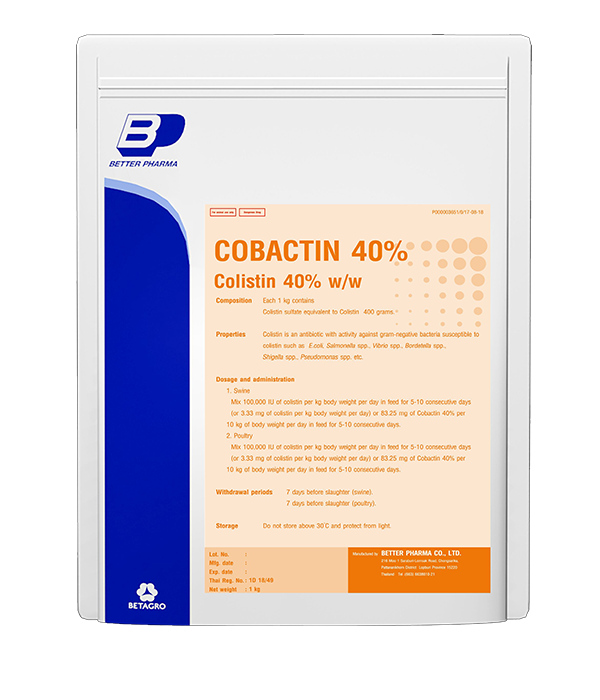 BETTER PHARMA
For animal use only
Dangerous drug
COBACTIN 40%
Colistin 40% w/w
Composition Each 1 kg contains
Colistin sulfate equivalent to Colistin 400 grams.
Properties Colistin is an antibiotic with activity against gram-negative bacteria susceptible to
colistin such as E.coli, Salmonella spp., Vibrio spp., Bordetella spp.,
Shigella spp., Pseudomonas spp. etc.
Dosage and administration
1. Swine
Mix 100,000 IU of colistin per kg body weight per day in feed for 5-10 consecutive days
(or 3.33 mg of colistin per kg body weight per day) or 83.25 mg of Cobactin 40% per
10 kg of body weight per day in feed for 5-10 consecutive days.
2. Poultry
Mix 100,000 IU of colistin per kg body weight per day in feed for 5-10 consecutive days
(or 3.33 mg of colistin per kg body weight per day) or 83.25 mg of Cobactin 40% per
10 kg of body weight per day in feed for 5-10 consecutive days.
Withdrawal periods 7 days before slaughter (swine).
7 days before slaughter (poultry).
Storage Do not store above 30°C and protect from light.
Lot. No. :
Mfg. date :
Exp. date :
Thai Reg. No. : 1D 18/49
Net weight : 1 kg
Manufactured by BETTER PHARMA CO., LTD.
BETAGRO